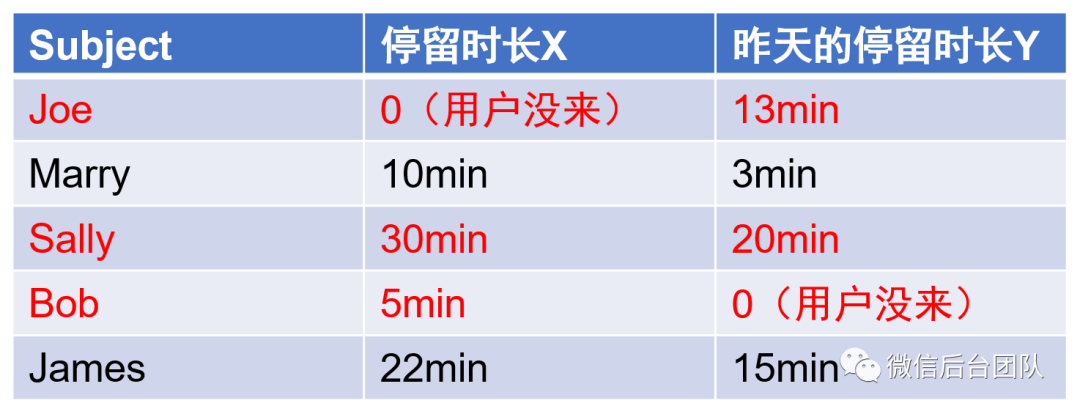 Subject 停留时长X 昨天的停留时长Y
Joe 0（用户没来） 13min
Marry 10min 3min
Sally 30min 20min
Bob 5min 0（用户没来）
James 22min 15min
微信后台团队